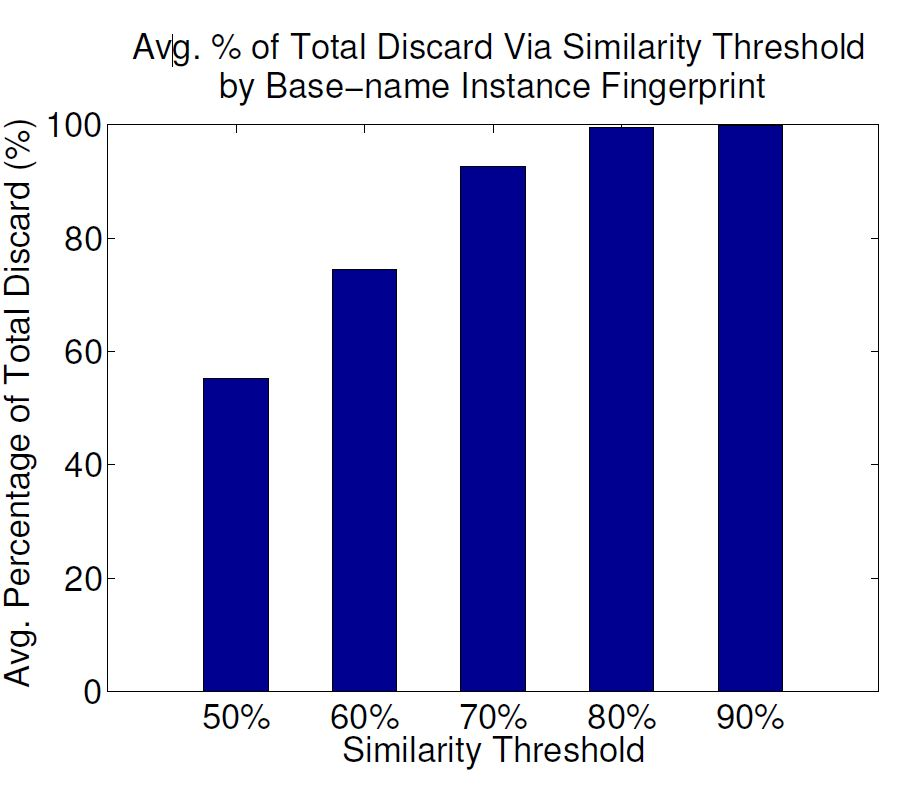 Avg. % of Total Discard Via Similarity Threshold
by Base−name Instance Fingerprint
Avg. Percentage of Total Discard (%)
100
80
60
40
20
0
50% 60% 70% 80% 90%
Similarity Threshold